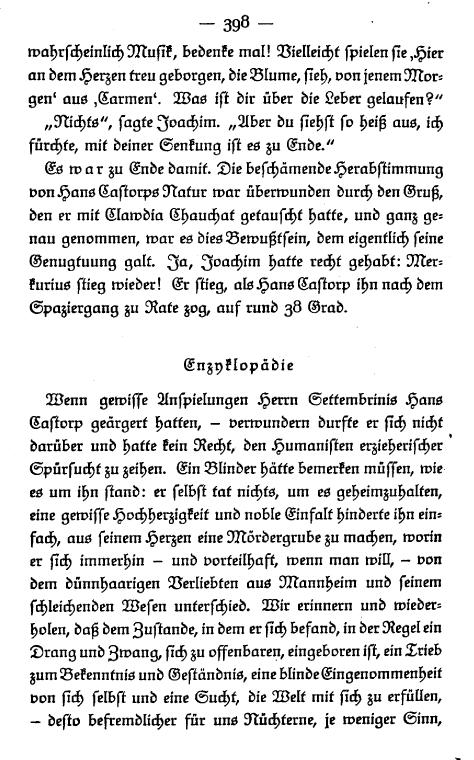 — 398 —
wahrscheinlich Musik, bedenke mal! Vielleicht spielen sie ‚Hier
an dem Herzen treu geborgen, die Blume, sieh, von jenem Mor-
gen‘ aus ‚Carmen‘. Was ist dir über die Leber gelaufen?“
„Nichts“, sagte Joachim. „Aber du siehst so heiß aus, ich
fürchte, mit deiner Senkung ist es zu Ende.“
Es war zu Ende damit. Die beschämende Herabstimmung
von Hans Castorps Natur war überwunden durch den Gruß,
den er mit Clawdia Chauchat getauscht hatte, und ganz ge-
nau genommen, war es dies Bewußtsein, dem eigentlich seine
Genugtuung galt. Ja, Joachim hatte recht gehabt: Mer-
kurius stieg wieder! Er stieg, als Hans Castorp ihn nach dem
Spaziergang zu Rate zog, auf rund 38 Grad.
Enzyklopädie
Wenn gewisse Anspielungen Herrn Settembrinis Hans
Castorp geärgert hatten, – verwundern durfte er sich nicht
darüber und hatte kein Recht, den Humanisten erzieherischer
Spürsucht zu zeihen. Ein Blinder hätte bemerken müssen, wie
es um ihn stand: er selbst tat nichts, um es geheimzuhalten,
eine gewisse Hochherzigkeit und noble Einfalt hinderte ihn ein-
fach, aus seinem Herzen eine Mördergrube zu machen, worin
er sich immerhin – und vorteilhaft, wenn man will, – von
dem dünnhaarigen Verliebten aus Mannheim und seinem
schleichenden Wesen unterschied. Wir erinnern und wieder-
holen, daß dem Zustande, in dem er sich befand, in der Regel ein
Drang und Zwang, sich zu offenbaren, eingeboren ist, ein Trieb
zum Bekenntnis und Geständnis, eine blinde Eingenommenheit
von sich selbst und eine Sucht, die Welt mit sich zu erfüllen,
– desto befremdlicher für uns Nüchterne, je weniger Sinn,